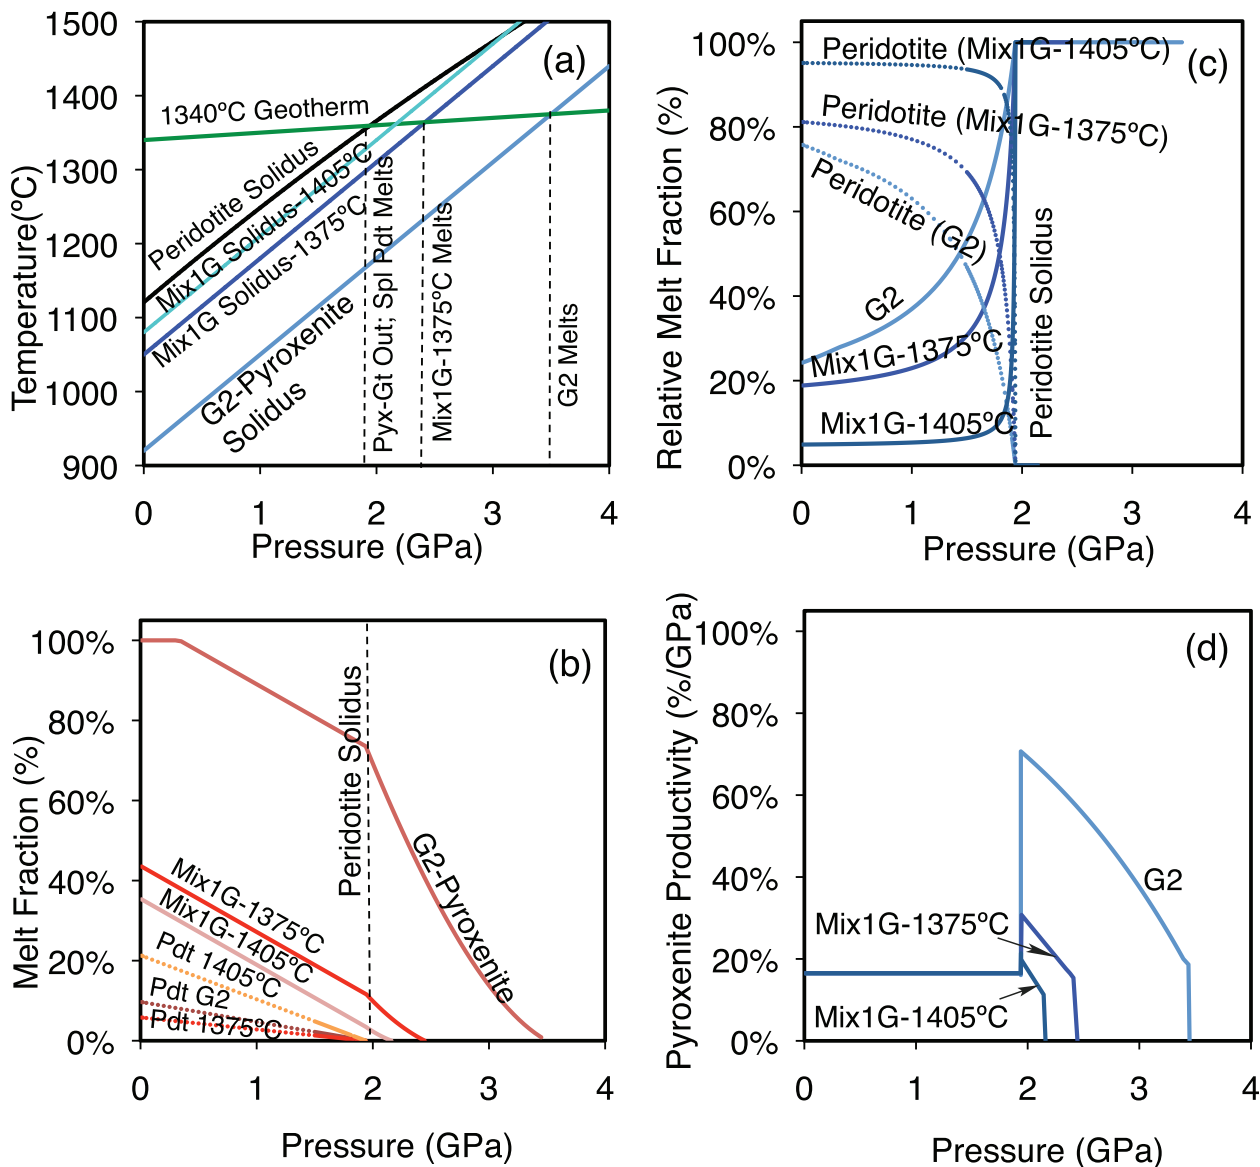 (a)
1500
1400
1300
1200
1100
1000
900
Temperature(ºC)
1340ºC Geotherm
Peridotite Solidus
Mix1G Solidus-1405ºC
Mix1G Solidus-1375ºC
G2-Pyroxenite
Solidus
Pyx-Gt Out; Spl Pdt Melts
Mix1G-1375ºC Melts
G2 Melts
0 1 2 3 4
Pressure (GPa)
(c)
100%
80%
60%
40%
20%
0%
Relative Melt Fraction (%)
Peridotite (Mix1G-1405ºC)
Peridotite (Mix1G-1375ºC)
Peridotite (G2)
G2
Mix1G-1375ºC
Mix1G-1405ºC
Peridotite Solidus
0 1 2 3 4
Pressure (GPa)
(b)
100%
80%
60%
40%
20%
0%
Melt Fraction (%)
Peridotite Solidus
G2-Pyroxenite
Mix1G-1375ºC
Mix1G-1405ºC
Pdt 1405ºC
Pdt G2
Pdt 1375ºC
0 1 2 3 4
Pressure (GPa)
(d)
100%
80%
60%
40%
20%
0%
Pyroxenite Productivity (%/GPa)
G2
Mix1G-1375ºC
Mix1G-1405ºC
0 1 2 3 4
Pressure (GPa)